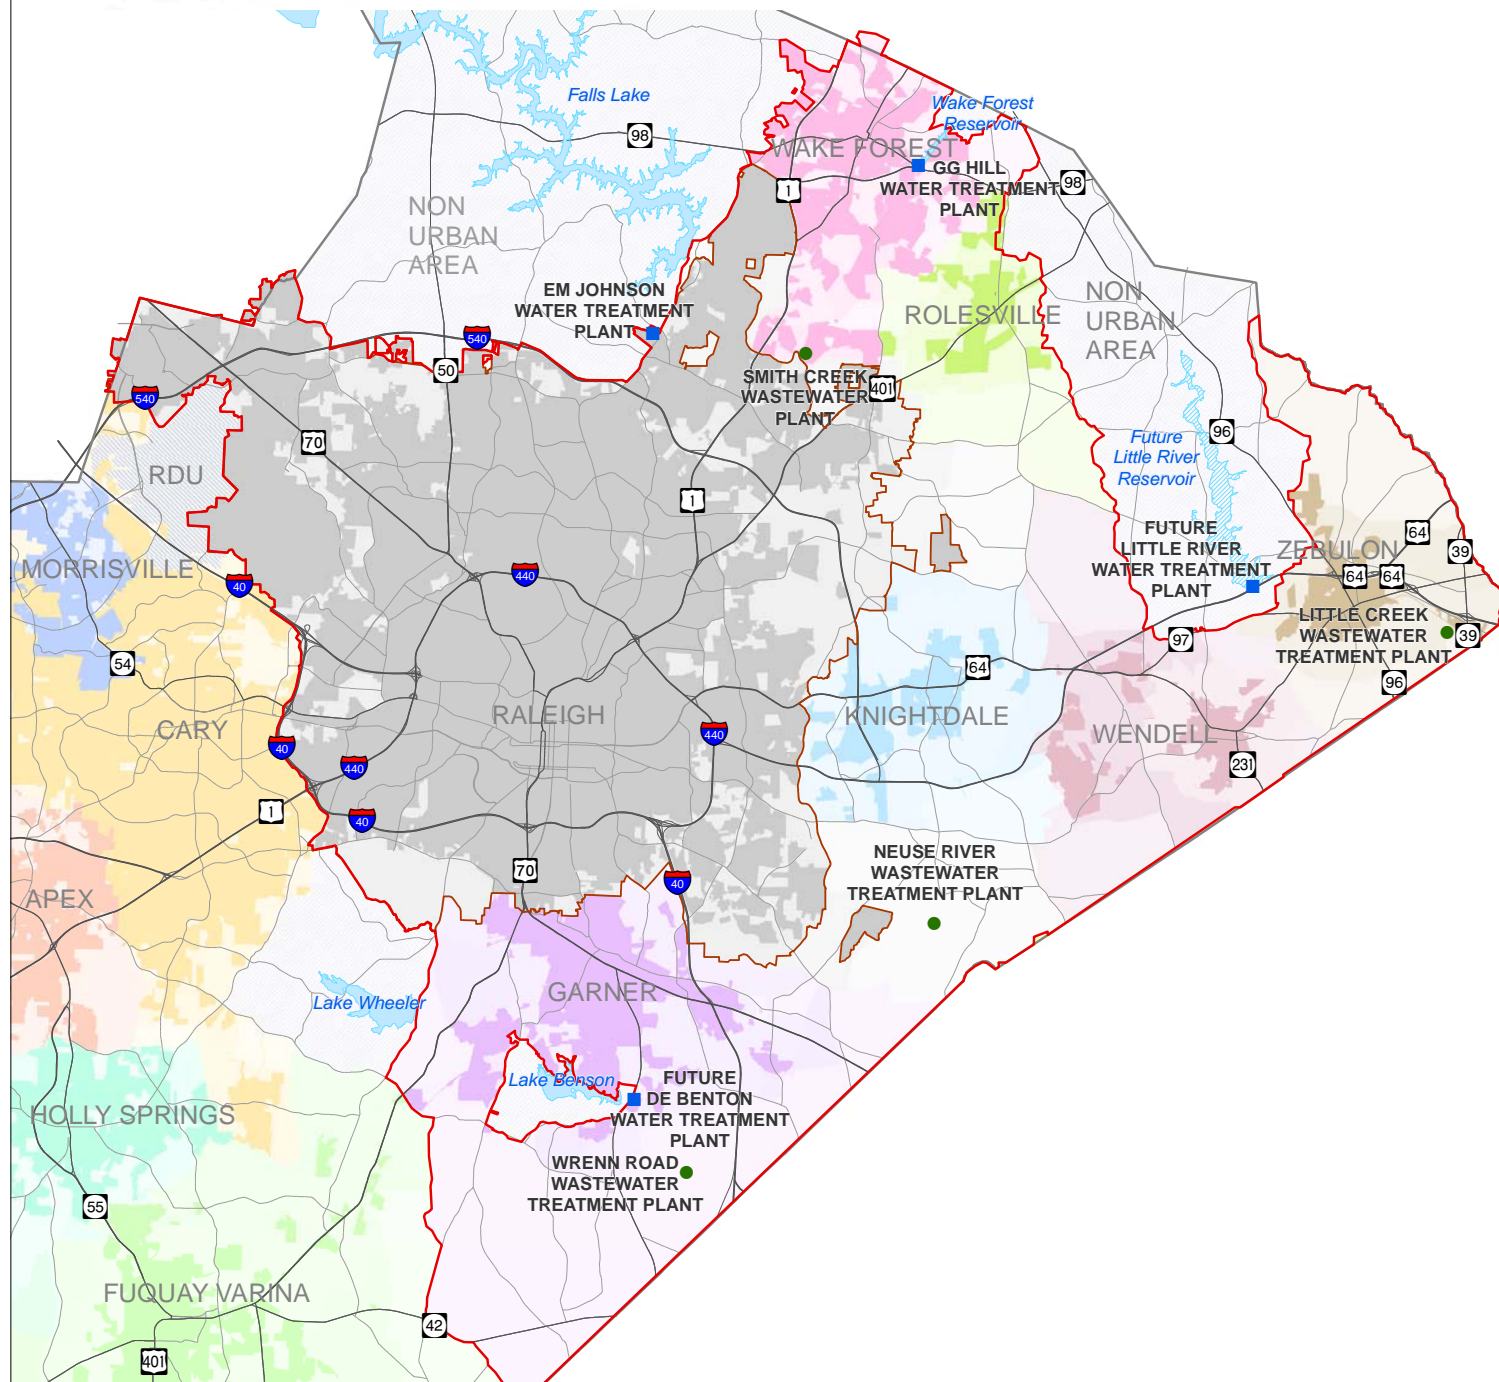 Falls Lake
98
Wake Forest
Reservoir
WAKE FOREST
GG HILL
WATER TREATMENT
PLANT
98
1
NON
URBAN
AREA
EM JOHNSON
WATER TREATMENT
PLANT
540
50
540
ROLESVILLE
NON
URBAN
AREA
SMITH CREEK
WASTEWATER
PLANT
401
70
RDU
1
96
Future
Little River
Reservoir
FUTURE
LITTLE RIVER
WATER TREATMENT
PLANT
ZEBULON
64
39
64
64
MORRISVILLE
40
440
LITTLE CREEK
WASTEWATER
TREATMENT PLANT
39
97
96
54
64
CARY
RALEIGH
KNIGHTDALE
WENDELL
40
440
440
231
1
40
70
40
NEUSE RIVER
WASTEWATER
TREATMENT PLANT
APEX
Lake Wheeler
GARNER
Lake Benson
FUTURE
DE BENTON
WATER TREATMENT
PLANT
HOLLY SPRINGS
WRENN ROAD
WASTEWATER
TREATMENT PLANT
55
FUQUAY VARINA
42
401